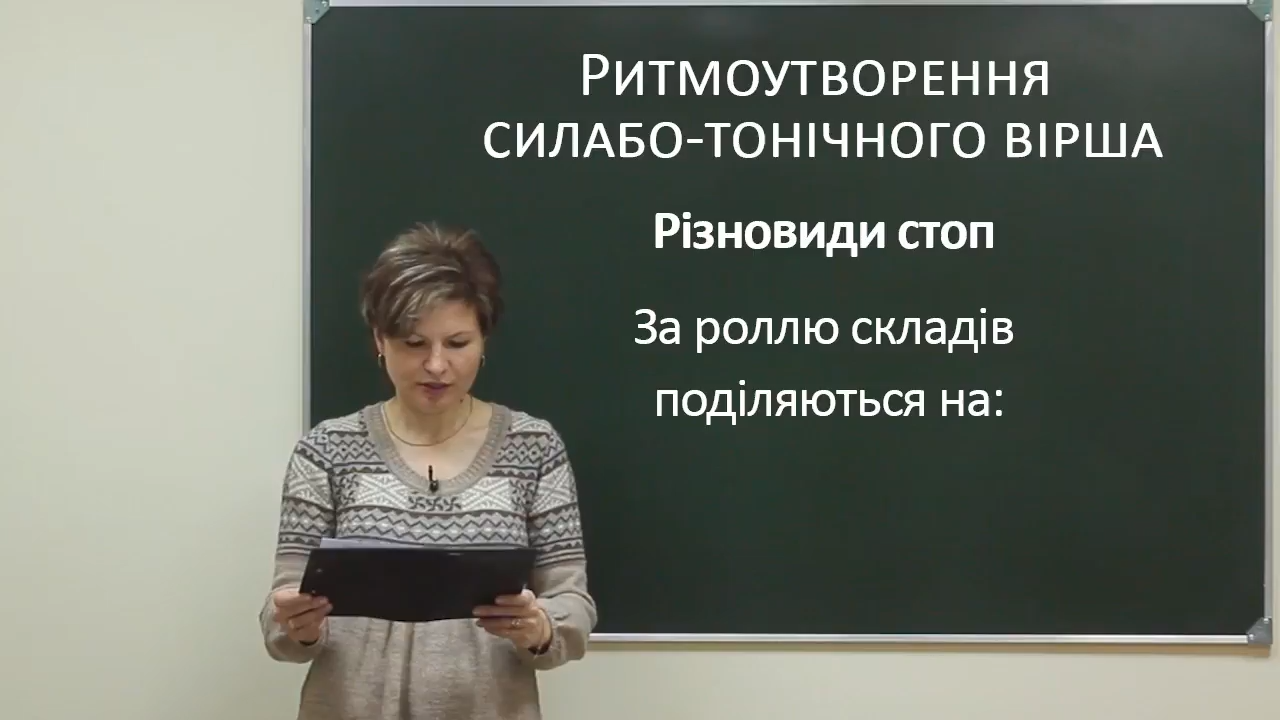 Ритмоутворення
силабо-тонічного вірша
Різновиди стоп
За роллю складів
поділяються на: